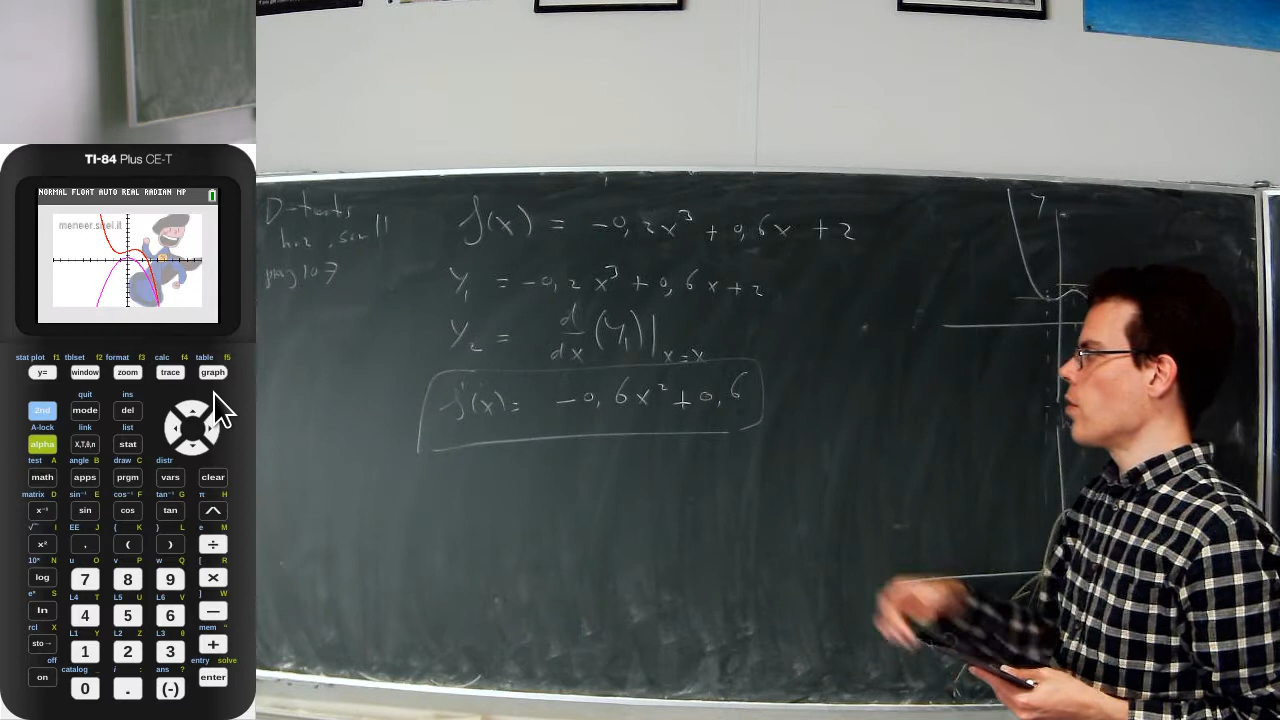 TI-84 Plus CE-T
NORMAL FLOAT AUTO REAL RADIAN MP
meneer.snel.it
stat plot f1 tblset f2 format f3 calc f4 table f5
y= window zoom trace graph
quit ins
2nd mode del
A-lock link list
alpha X,T,θ,n stat
test A angle B draw C distr
math apps prgm vars clear
matrix D sin⁻¹ E cos⁻¹ F tan⁻¹ G π H
x⁻¹ sin cos tan ^
√ I EE J { K } L e M
x² , ( ) ÷
10ˣ N u O v P w Q [ R
log 7 8 9 ×
eˣ S L4 T L5 U L6 V ] W
ln 4 5 6 −
rcl X L1 Y L2 Z L3 θ mem "
sto→ 1 2 3 +
off catalog i : ans ? entry solve
on 0 . (-) enter
D-toets
pag 107
f(x) = -0,2x³ + 0,6x + 2
Y₁ = -0,2x³ + 0,6x + 2
Y₂ = d/dx (Y₁)|x=x
f'(x) = -0,6x² + 0,6
y